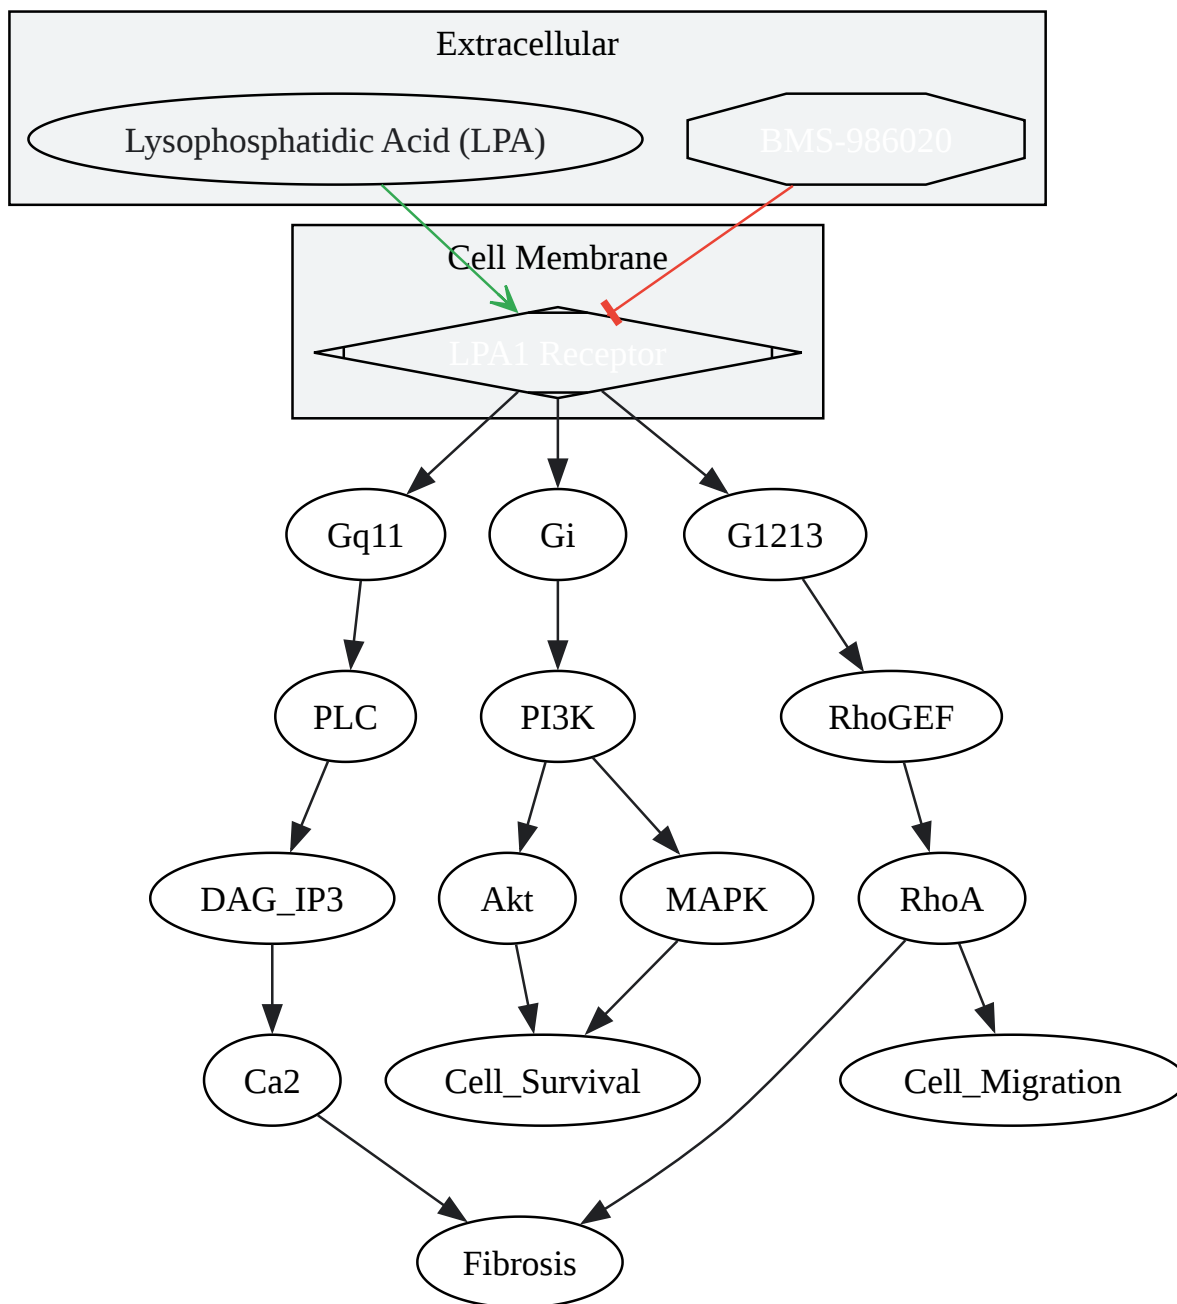 Extracellular
Lysophosphatidic Acid (LPA)
BMS-986020
Cell Membrane
LPA1 Receptor
Gq11
Gi
G1213
PLC
PI3K
RhoGEF
DAG_IP3
Akt
MAPK
RhoA
Ca2
Cell_Survival
Cell_Migration
Fibrosis